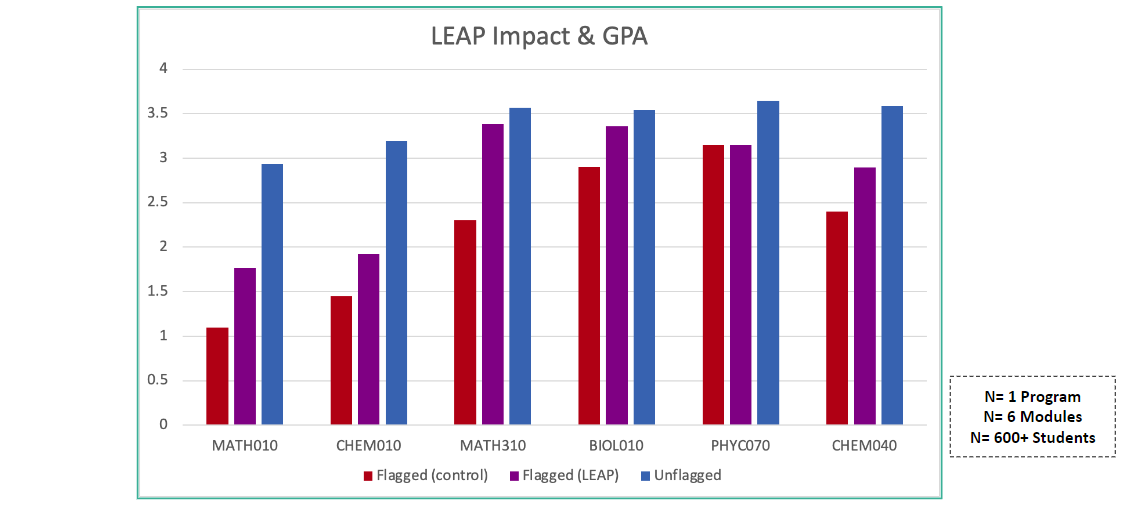 LEAP Impact & GPA
4
3.5
3
2.5
2
1.5
1
0.5
0
MATH010 CHEM010 MATH310 BIOL010 PHYC070 CHEM040
Flagged (control) Flagged (LEAP) Unflagged
N= 1 Program
N= 6 Modules
N= 600+ Students